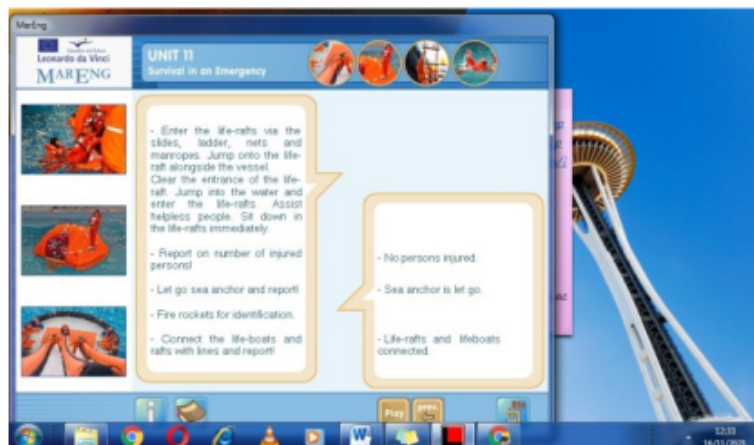 MarEng
Leonardo da Vinci
MARENG
UNIT 11
Survival in an Emergency
- Enter the life-rafts via the
slides, ladder, nets and
manropes. Jump onto the life-
raft alongside the vessel.
Clear the entrance of the life-
raft. Jump into the water and
enter the life-rafts. Assist
helpless people. Sit down in
the life-rafts immediately.
- Report on number of injured
persons!
- Let go sea anchor and report!
- Fire rockets for identification.
- Connect the life-boats and
rafts with lines and report!
- No persons injured.
- Sea anchor is let go.
- Life-rafts and lifeboats
connected.
Play
prev.
12:33